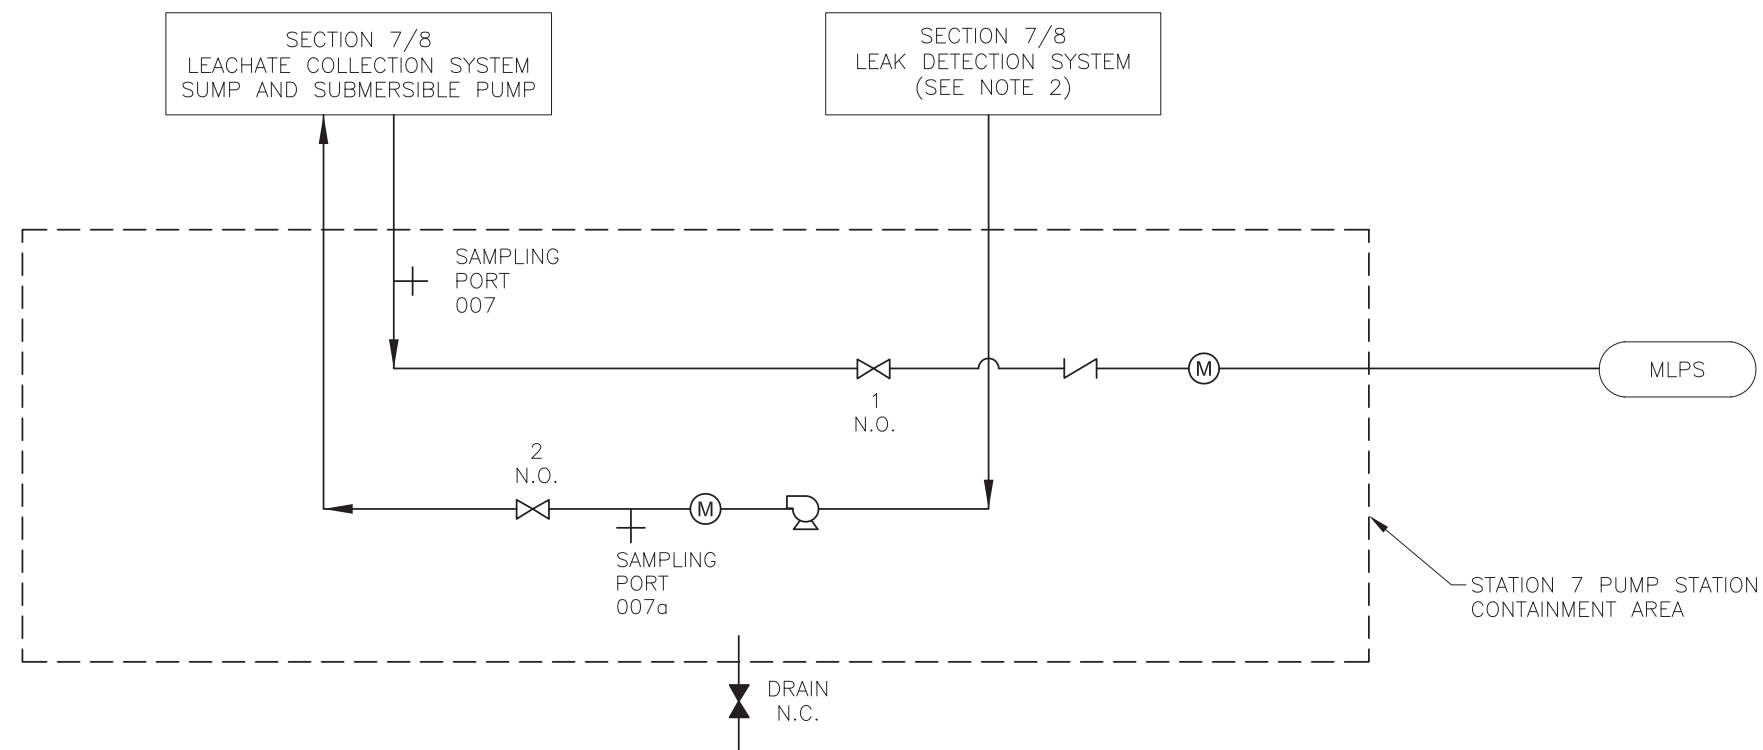 SECTION 7/8
LEACHATE COLLECTION SYSTEM
SUMP AND SUBMERSIBLE PUMP
SECTION 7/8
LEAK DETECTION SYSTEM
(SEE NOTE 2)
SAMPLING
PORT
007
M
MLPS
1
N.O.
2
N.O.
M
SAMPLING
PORT
007a
STATION 7 PUMP STATION
CONTAINMENT AREA
DRAIN
N.C.